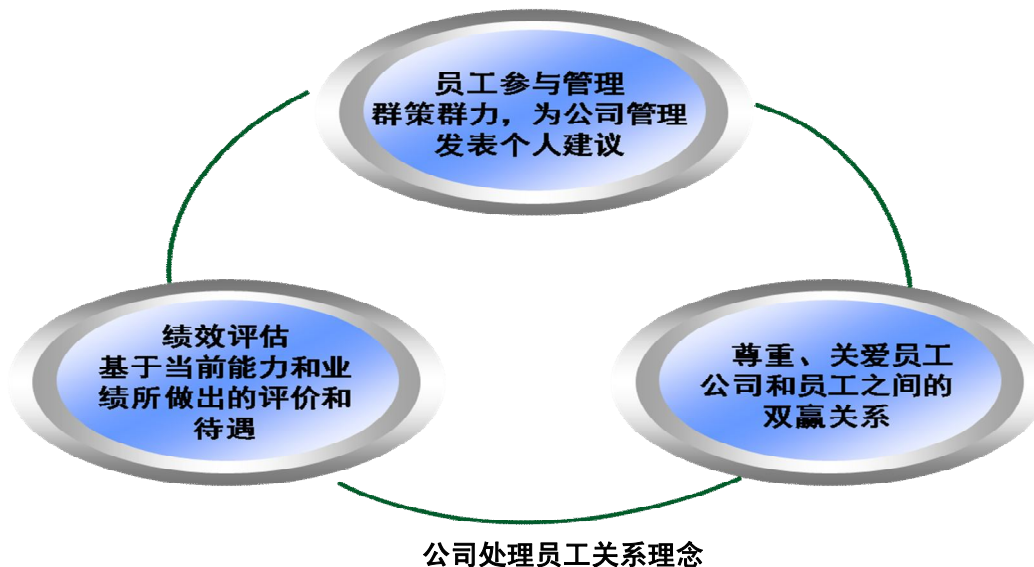 员工参与管理
群策群力，为公司管理
发表个人建议
绩效评估
基于当前能力和业
绩所做出的评价和
待遇
尊重、关爱员工
公司和员工之间的
双赢关系
公司处理员工关系理念